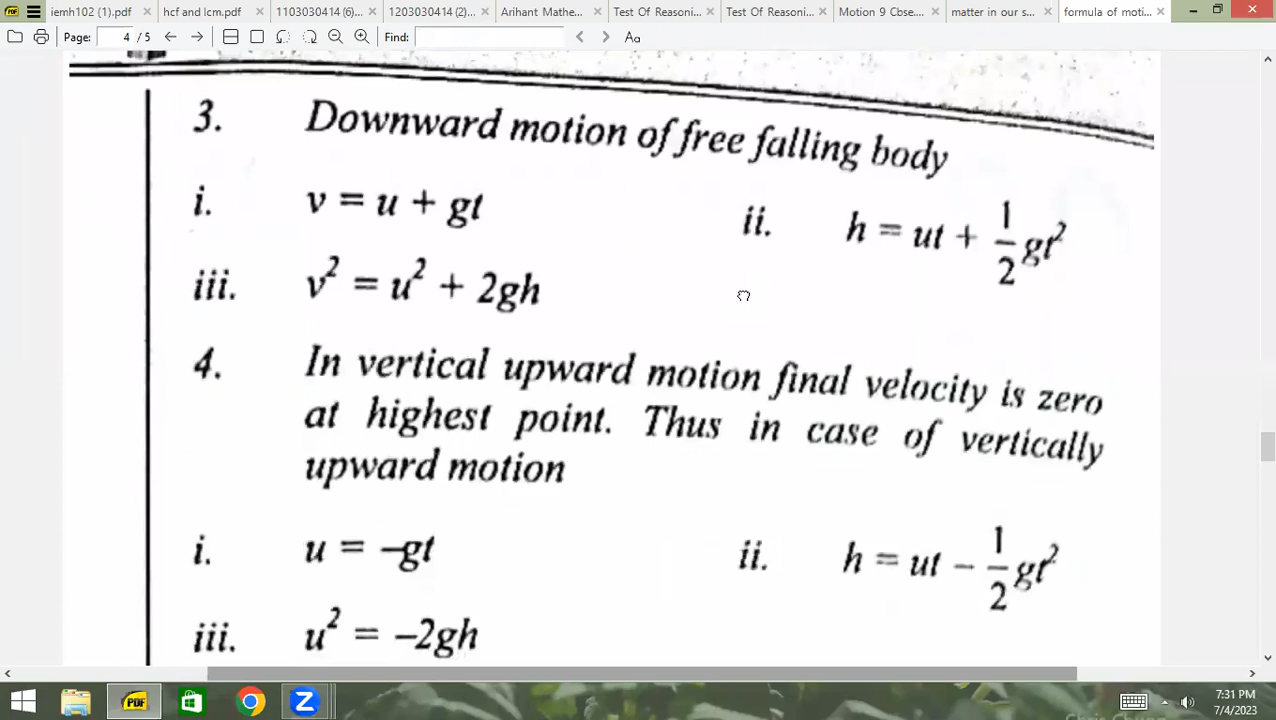 iemh102 (1).pdf × hcf and lcm.pdf × 1103030414 (6)... × 1203030414 (2)... × Arihant Mathe... × Test Of Reasoni... × Test Of Reasoni... × Motion 9 Case.... × matter in our s... × formula of moti... ×
Page: 4 / 5 Find: Aa
3. Downward motion of free falling body
i. v = u + gt ii. h = ut + 1/2 gt²
iii. v² = u² + 2gh
4. In vertical upward motion final velocity is zero
at highest point. Thus in case of vertically
upward motion
i. u = –gt ii. h = ut – 1/2 gt²
iii. u² = –2gh
PDF
7:31 PM
7/4/2023